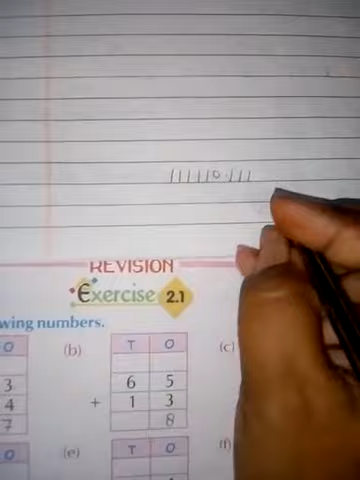 REVISION
Exercise 2.1
wing numbers.
O (b) T O (c)
3 6 5
4 + 1 3
7 8
O (e) T O (f)